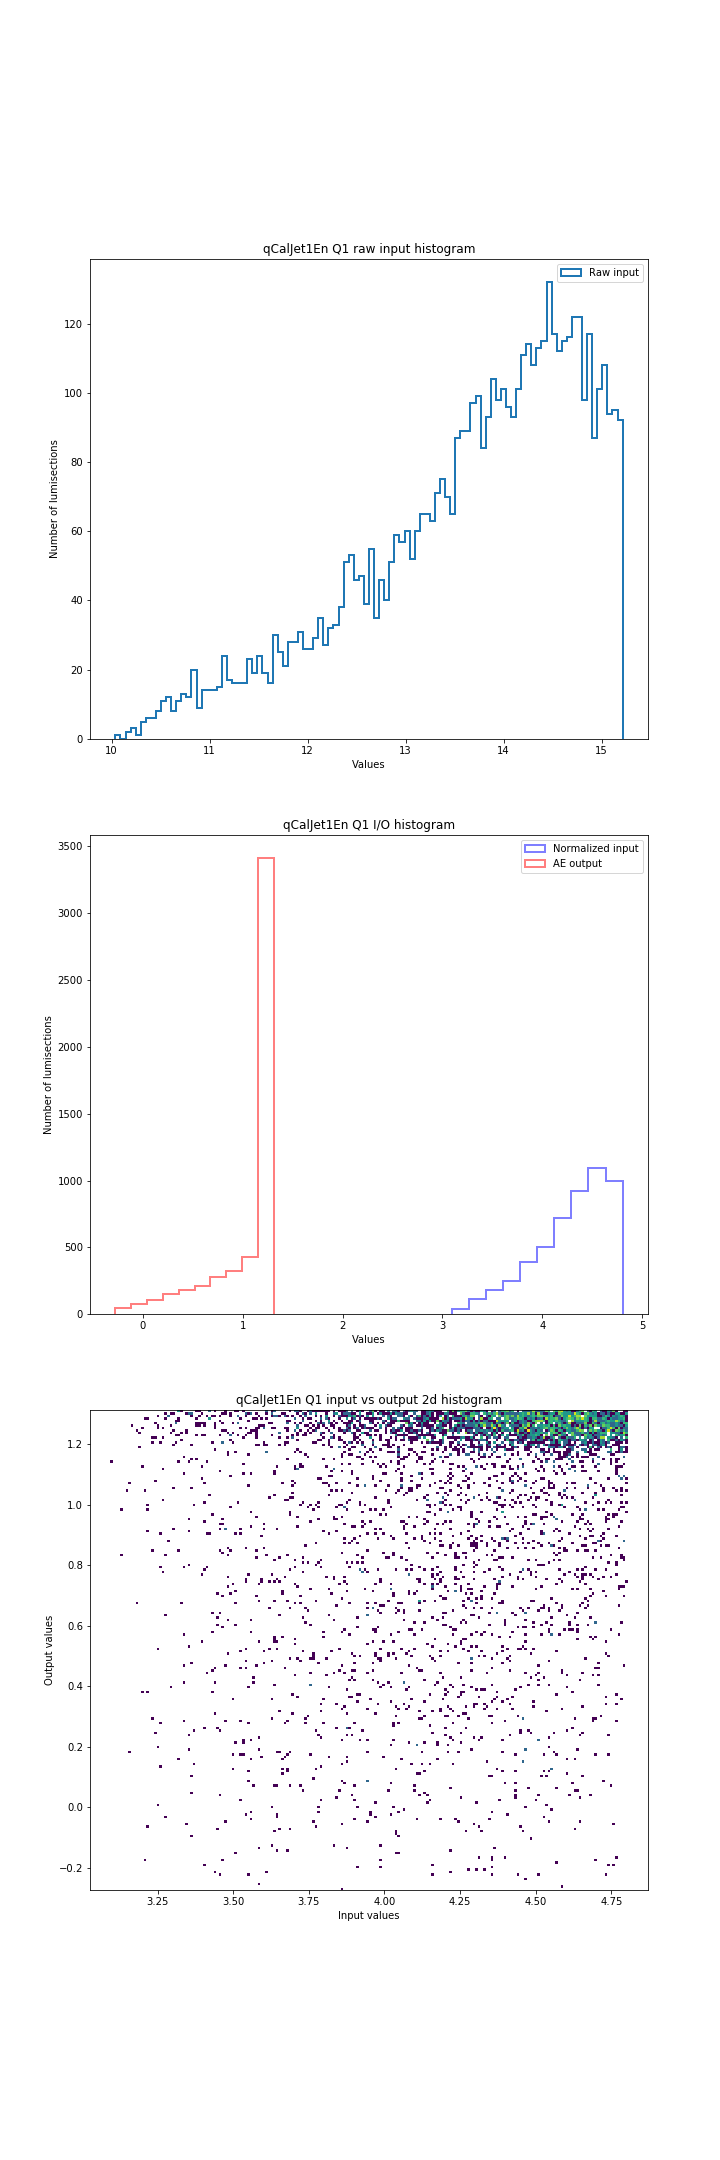 qCalJet1En Q1 raw input histogram
Raw input
Number of lumisections
120
100
80
60
40
20
0
10 11 12 13 14 15
Values
qCalJet1En Q1 I/O histogram
Normalized input
AE output
Number of lumisections
3500
3000
2500
2000
1500
1000
500
0
0 1 2 3 4 5
Values
qCalJet1En Q1 input vs output 2d histogram
Output values
1.2
1.0
0.8
0.6
0.4
0.2
0.0
−0.2
3.25 3.50 3.75 4.00 4.25 4.50 4.75
Input values